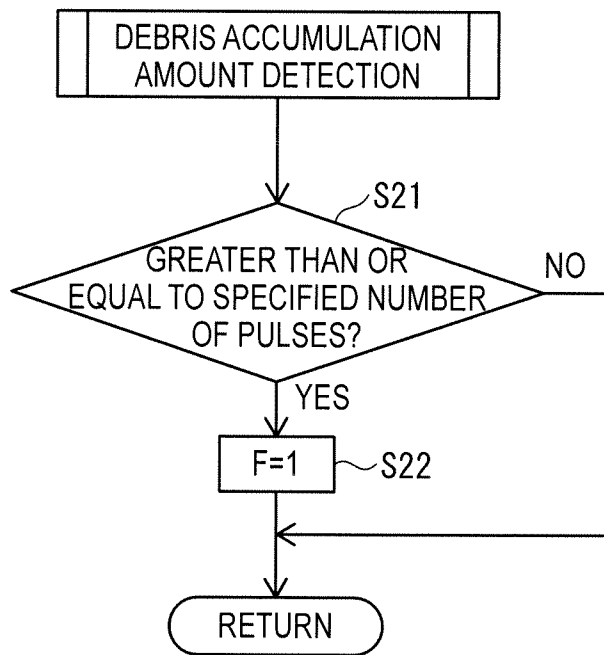 DEBRIS ACCUMULATION
AMOUNT DETECTION
S21
GREATER THAN OR
EQUAL TO SPECIFIED NUMBER
OF PULSES?
NO
YES
F=1
S22
RETURN